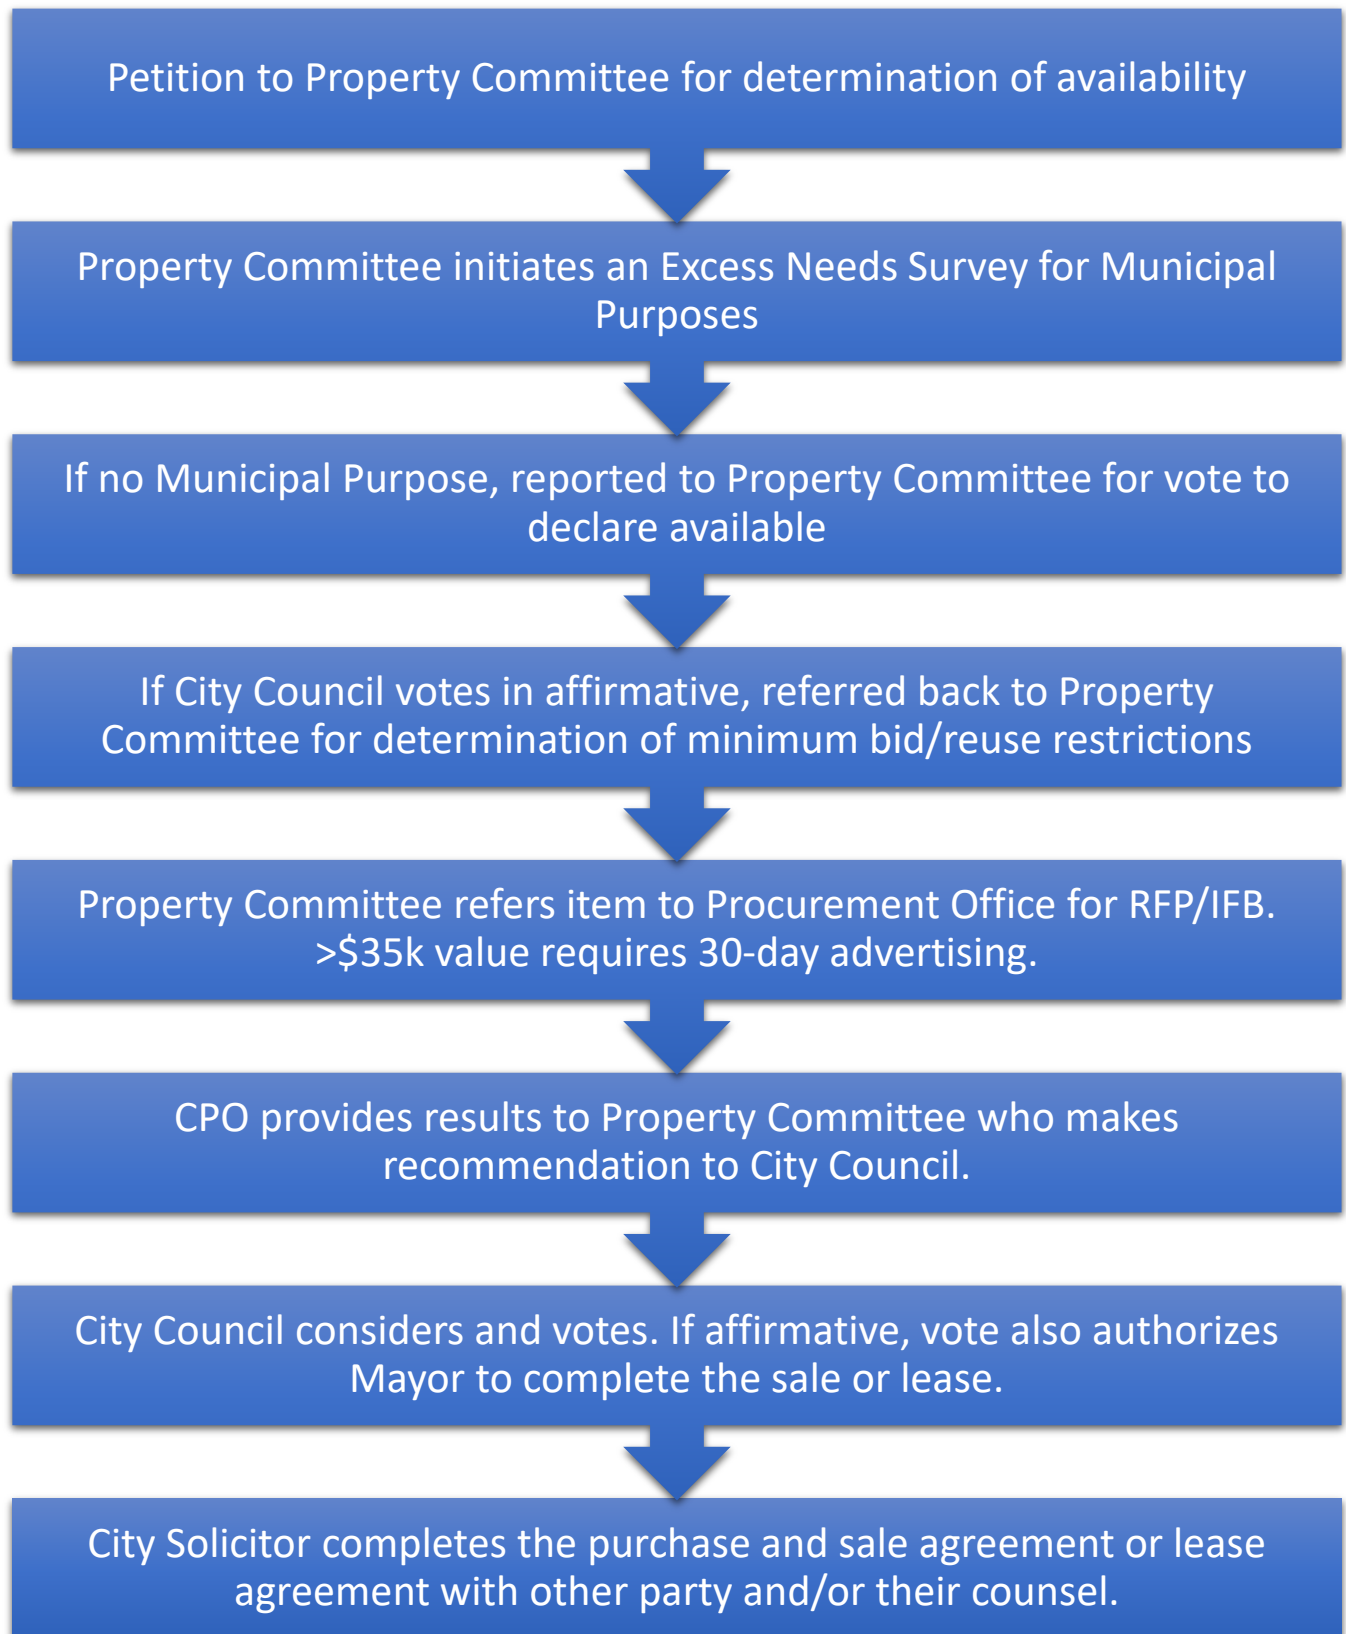 Petition to Property Committee for determination of availability
Property Committee initiates an Excess Needs Survey for Municipal
Purposes
If no Municipal Purpose, reported to Property Committee for vote to
declare available
If City Council votes in affirmative, referred back to Property
Committee for determination of minimum bid/reuse restrictions
Property Committee refers item to Procurement Office for RFP/IFB.
>$35k value requires 30-day advertising.
CPO provides results to Property Committee who makes
recommendation to City Council.
City Council considers and votes. If affirmative, vote also authorizes
Mayor to complete the sale or lease.
City Solicitor completes the purchase and sale agreement or lease
agreement with other party and/or their counsel.